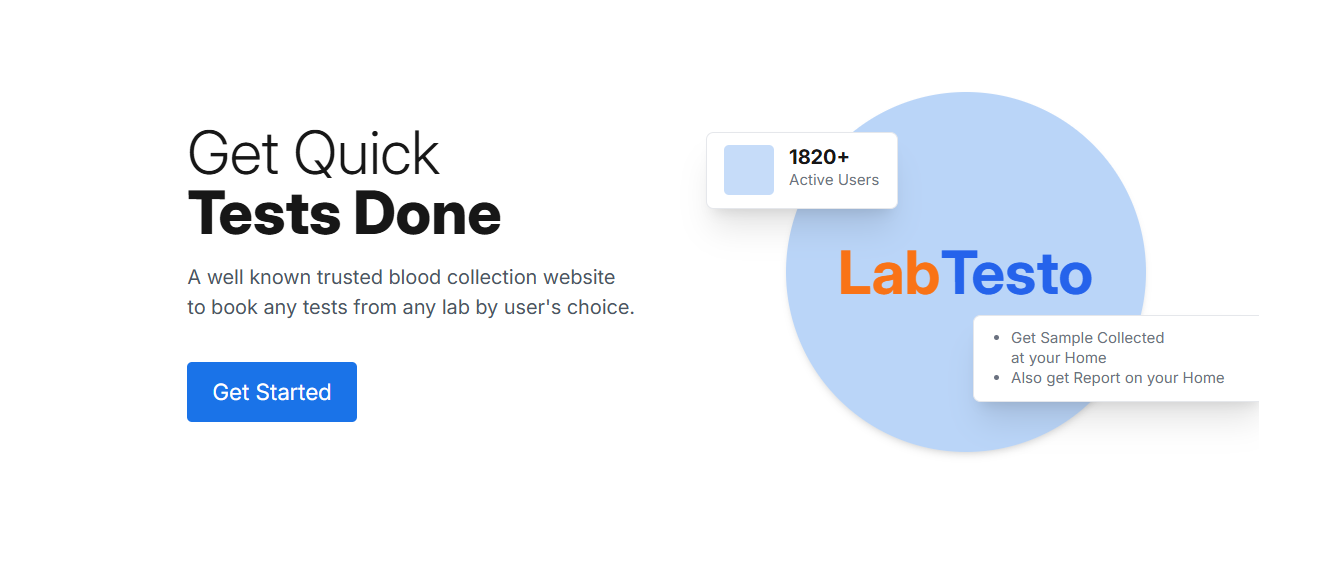 Get Quick
Tests Done
A well known trusted blood collection website
to book any tests from any lab by user's choice.
Get Started
1820+
Active Users
LabTesto
• Get Sample Collected
at your Home
• Also get Report on your Home